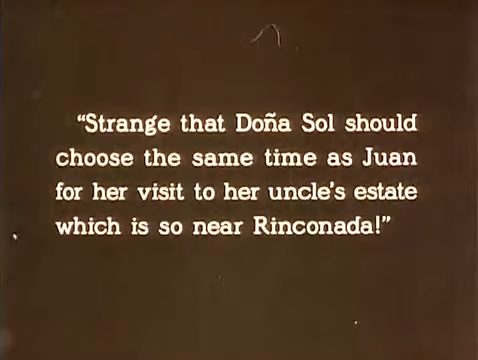 “Strange that Doña Sol should
choose the same time as Juan
for her visit to her uncle’s estate
which is so near Rinconada!”